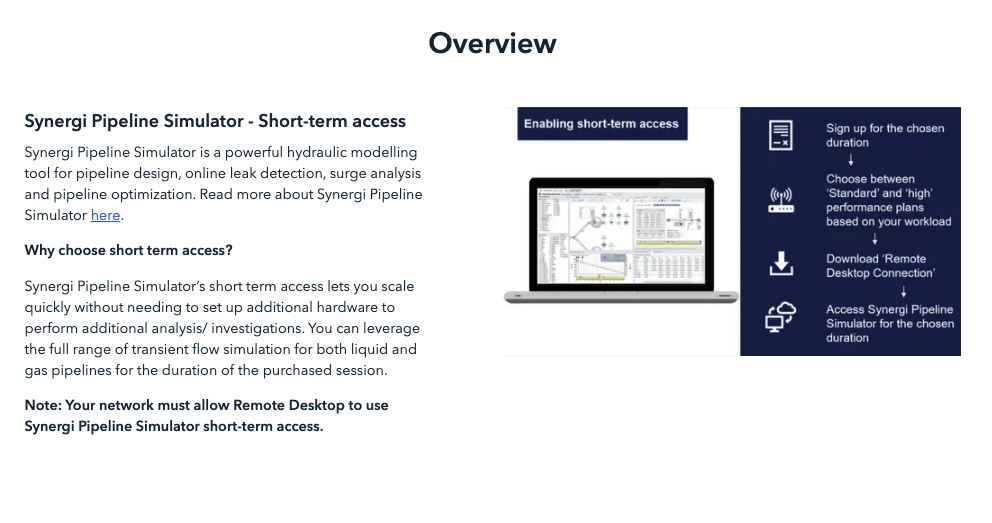 Overview
Synergi Pipeline Simulator - Short-term access
Synergi Pipeline Simulator is a powerful hydraulic modelling
tool for pipeline design, online leak detection, surge analysis
and pipeline optimization. Read more about Synergi Pipeline
Simulator here.
Why choose short term access?
Synergi Pipeline Simulator’s short term access lets you scale
quickly without needing to set up additional hardware to
perform additional analysis/ investigations. You can leverage
the full range of transient flow simulation for both liquid and
gas pipelines for the duration of the purchased session.
Note: Your network must allow Remote Desktop to use
Synergi Pipeline Simulator short-term access.
Enabling short-term access
Sign up for the chosen
duration
Choose between
‘Standard’ and ‘high’
performance plans
based on your workload
Download ‘Remote
Desktop Connection’
Access Synergi Pipeline
Simulator for the chosen
duration